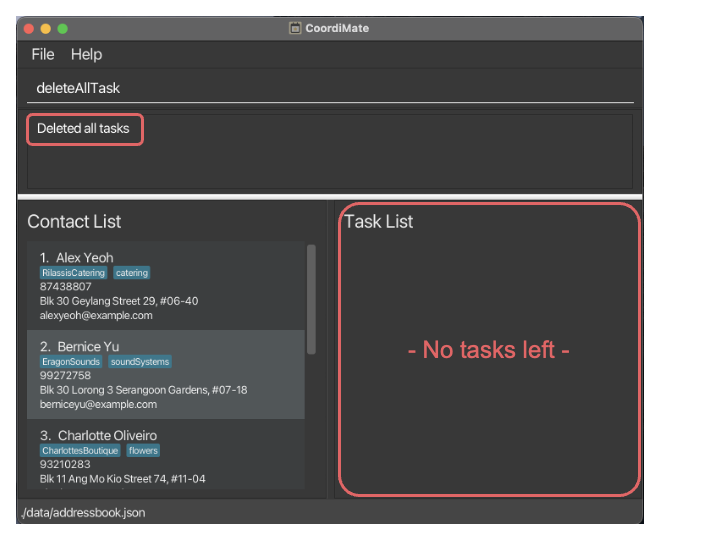 CoordiMate
File Help
deleteAllTask
Deleted all tasks
Contact List
1. Alex Yeoh
RilassisCatering catering
87438807
Blk 30 Geylang Street 29, #06-40
alexyeoh@example.com
2. Bernice Yu
EragonSounds soundSystems
99272758
Blk 30 Lorong 3 Serangoon Gardens, #07-18
berniceyu@example.com
3. Charlotte Oliveiro
CharlottesBoutique flowers
93210283
Blk 11 Ang Mo Kio Street 74, #11-04
Task List
- No tasks left -
./data/addressbook.json